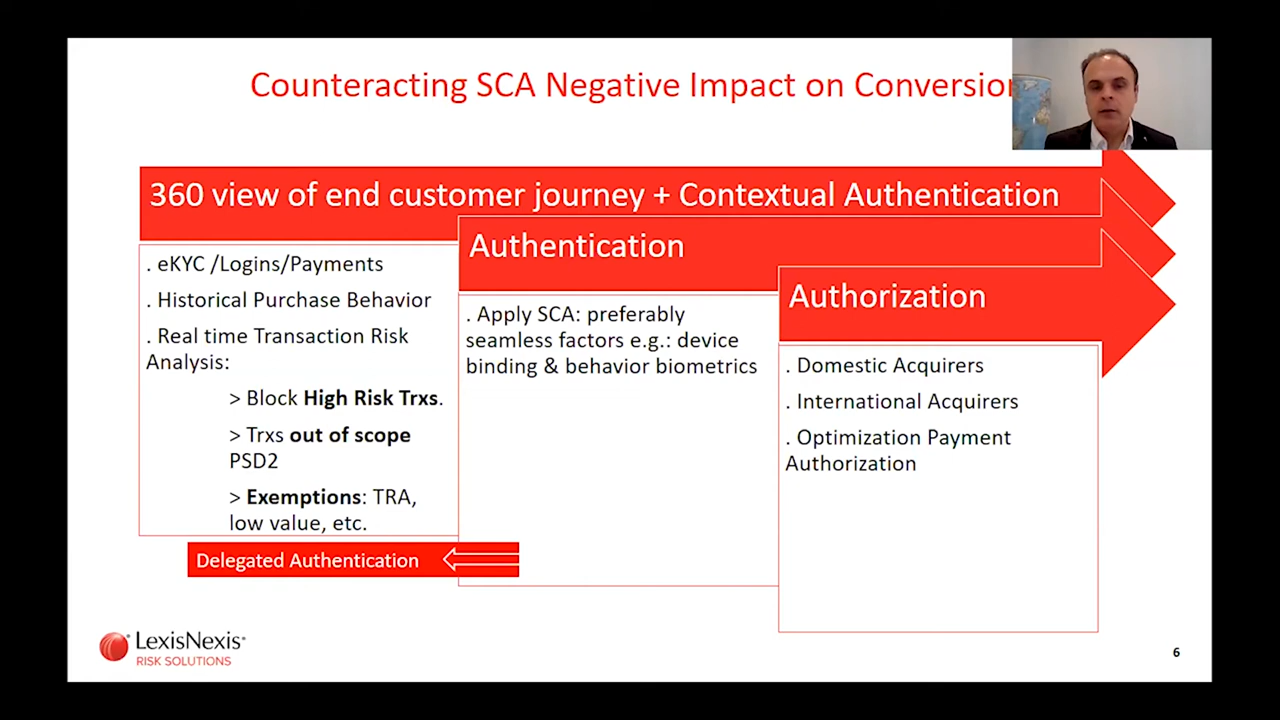 Counteracting SCA Negative Impact on Conversion
360 view of end customer journey + Contextual Authentication
. eKYC /Logins/Payments
. Historical Purchase Behavior
. Real time Transaction Risk
Analysis:
> Block High Risk Trxs.
> Trxs out of scope
PSD2
> Exemptions: TRA,
low value, etc.
Delegated Authentication
Authentication
. Apply SCA: preferably
seamless factors e.g.: device
binding & behavior biometrics
Authorization
. Domestic Acquirers
. International Acquirers
. Optimization Payment
Authorization
LexisNexis®
RISK SOLUTIONS
6